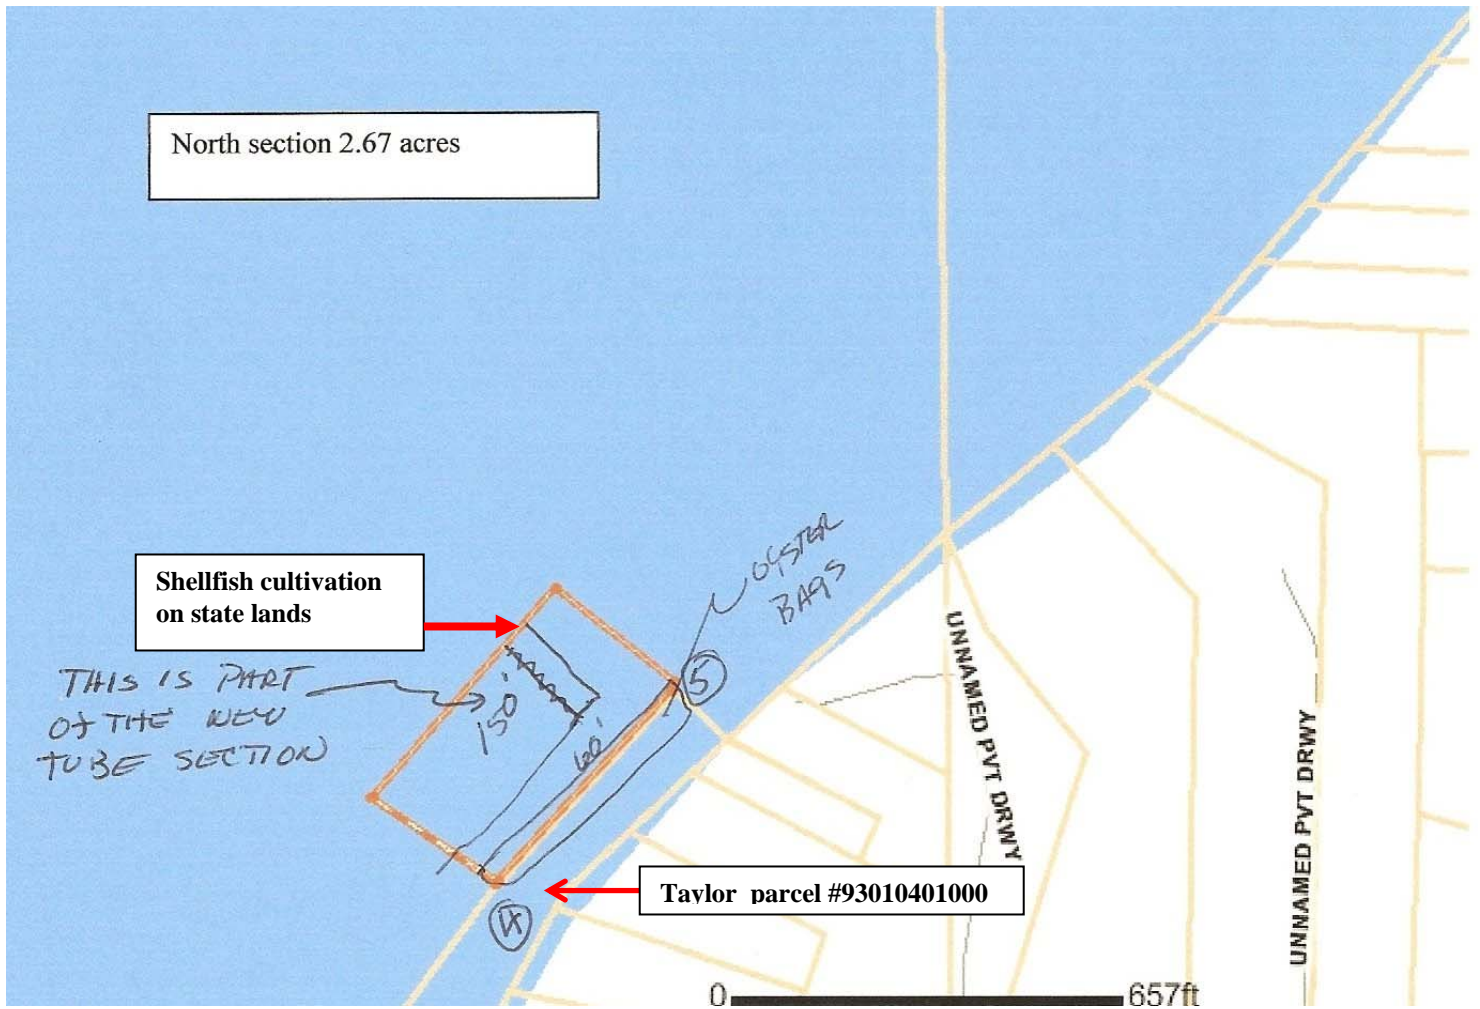 North section 2.67 acres
OYSTER
BAGS
Shellfish cultivation
on state lands
THIS IS PART
OF THE NEW
TUBE SECTION
150'
60'
5
4
UNNAMED PVT DRWY
UNNAMED PVT DRWY
Taylor parcel #93010401000
0
657ft